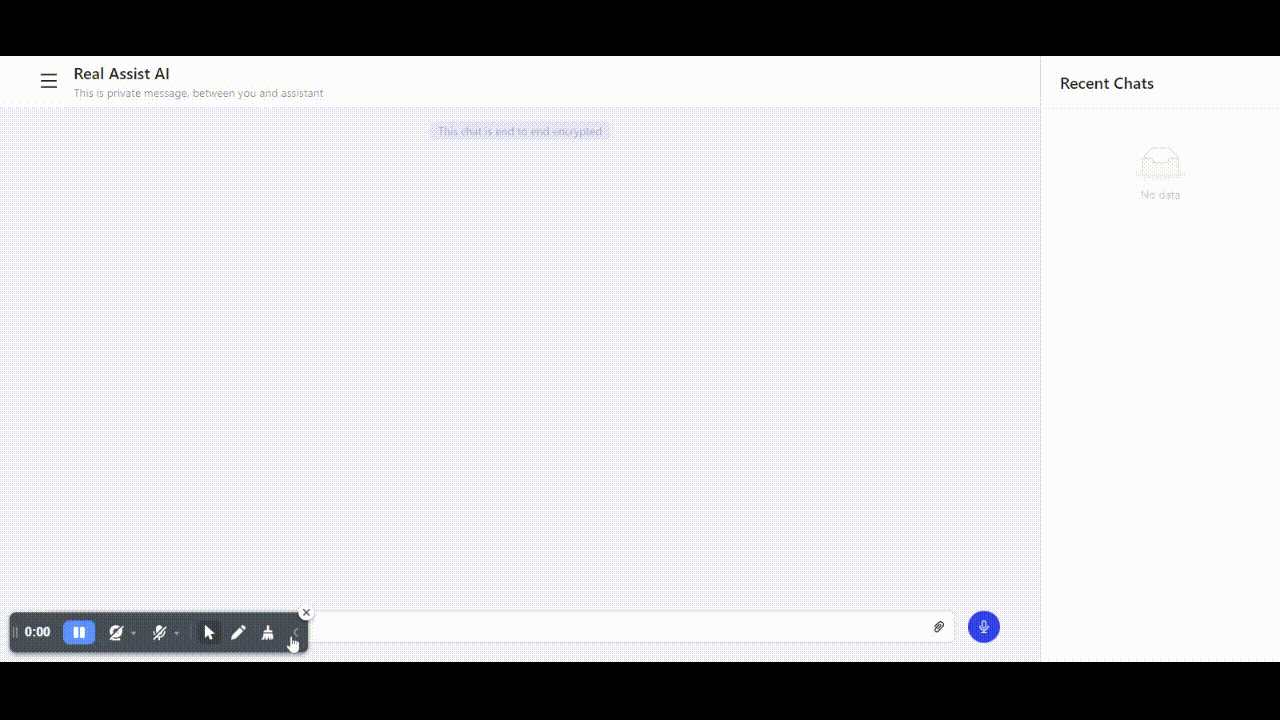 Real Assist AI
This is private message, between you and assistant
Recent Chats
This chat is end to end encrypted
No data
0:00